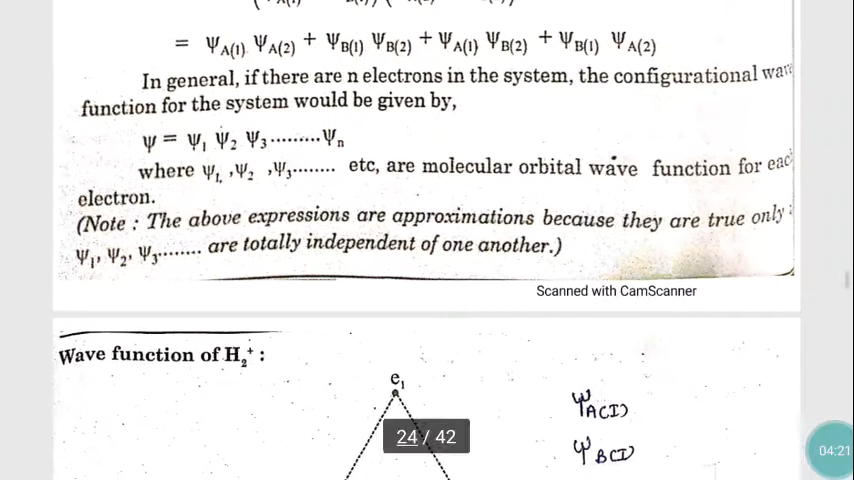 = ΨA(1) ΨA(2) + ΨB(1) ΨB(2) + ΨA(1) ΨB(2) + ΨB(1) ΨA(2)
In general, if there are n electrons in the system, the configurational wav
function for the system would be given by,
Ψ = Ψ₁ Ψ₂ Ψ₃.........Ψₙ
where Ψ₁, ,Ψ₂ ,Ψ₃........ etc, are molecular orbital wave function for eac
electron.
(Note : The above expressions are approximations because they are true only
Ψ₁, Ψ₂, Ψ₃........ are totally independent of one another.)
Scanned with CamScanner
Wave function of H₂⁺ :
e₁
ΨA(1)
ΨB(1)
24 / 42
04:21